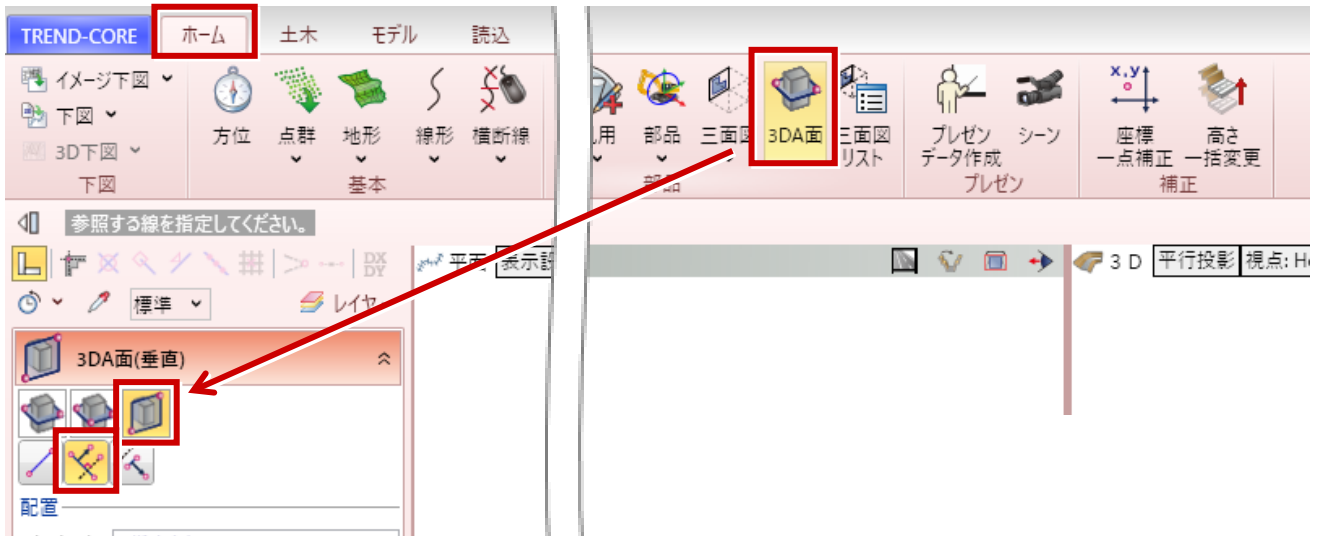 TREND-CORE ホーム 土木 モデル 読込
イメージ下図
下図
3D下図
下図
方位 点群 地形 線形 横断線
基本
用 部品 三面図 3DA面 三面図
リスト
部品
プレゼン シーン
データ作成
プレゼン
座標 高さ
一点補正 一括変更
補正
参照する線を指定してください。
DX
DY
平面 表示設
3 D 平行投影 視点:
標準 レイヤ
3DA面(垂直)
配置